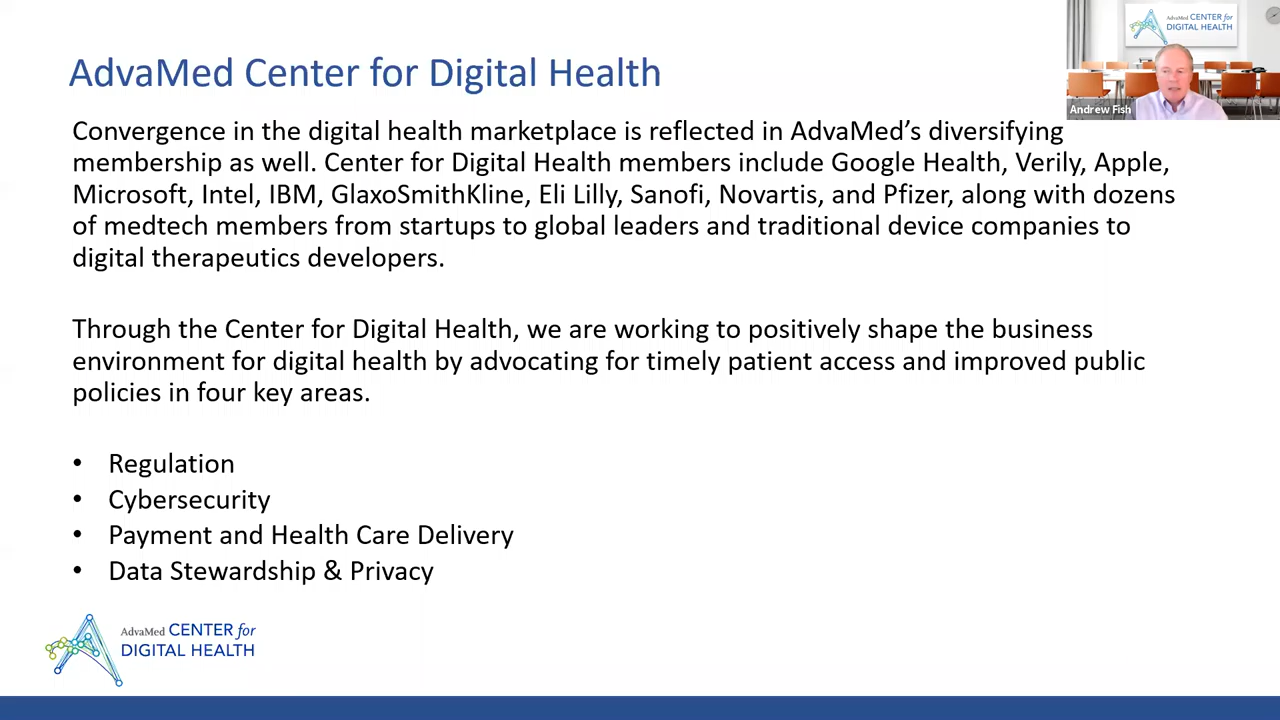 AdvaMed Center for Digital Health
AdvaMed CENTER for
DIGITAL HEALTH
Andrew Fish
Convergence in the digital health marketplace is reflected in AdvaMed’s diversifying
membership as well. Center for Digital Health members include Google Health, Verily, Apple,
Microsoft, Intel, IBM, GlaxoSmithKline, Eli Lilly, Sanofi, Novartis, and Pfizer, along with dozens
of medtech members from startups to global leaders and traditional device companies to
digital therapeutics developers.
Through the Center for Digital Health, we are working to positively shape the business
environment for digital health by advocating for timely patient access and improved public
policies in four key areas.
• Regulation
• Cybersecurity
• Payment and Health Care Delivery
• Data Stewardship & Privacy
AdvaMed CENTER for
DIGITAL HEALTH